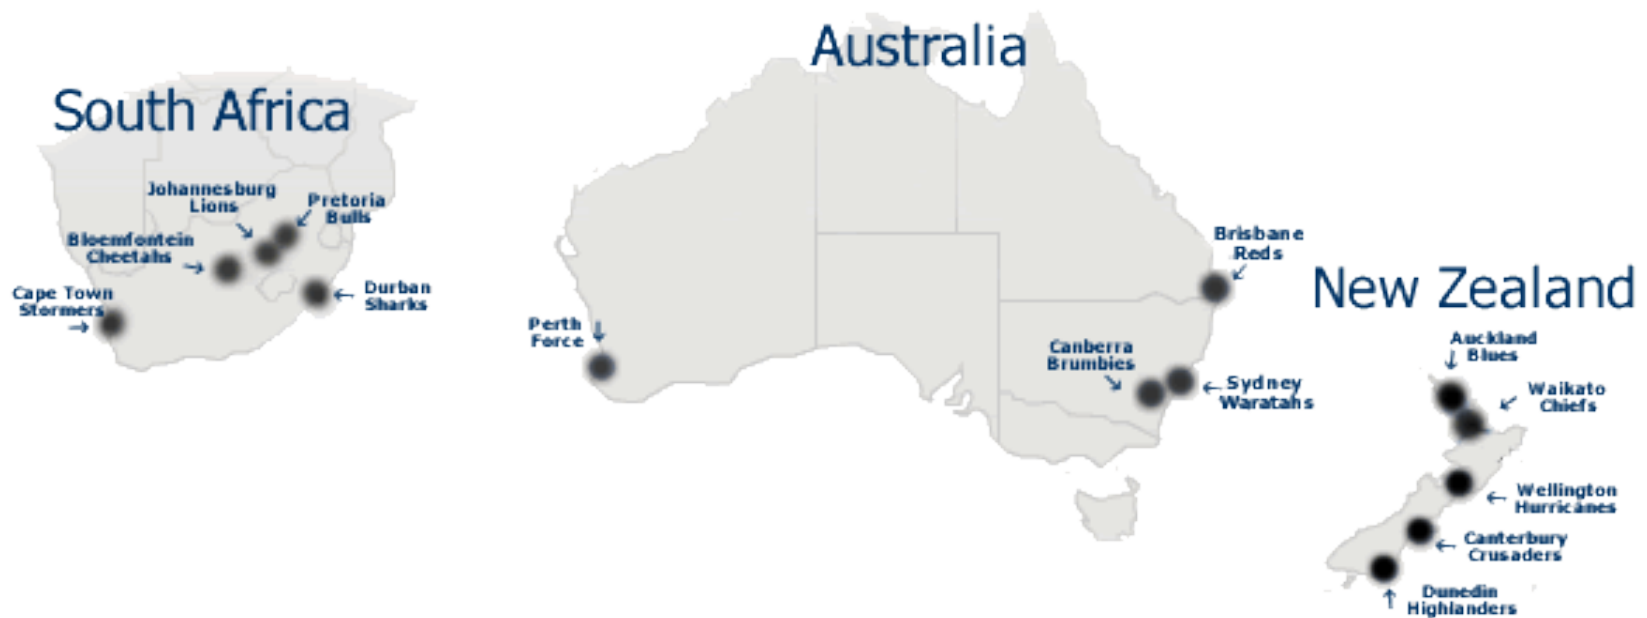 South Africa
Johannesburg
Lions
Pretoria
Bulls
Bloemfontein
Cheetahs
Cape Town
Stormers
Durban
Sharks
Australia
Brisbane
Reds
Perth
Force
Canberra
Brumbies
Sydney
Waratahs
New Zealand
Auckland
Blues
Waikato
Chiefs
Wellington
Hurricanes
Canterbury
Crusaders
Dunedin
Highlanders